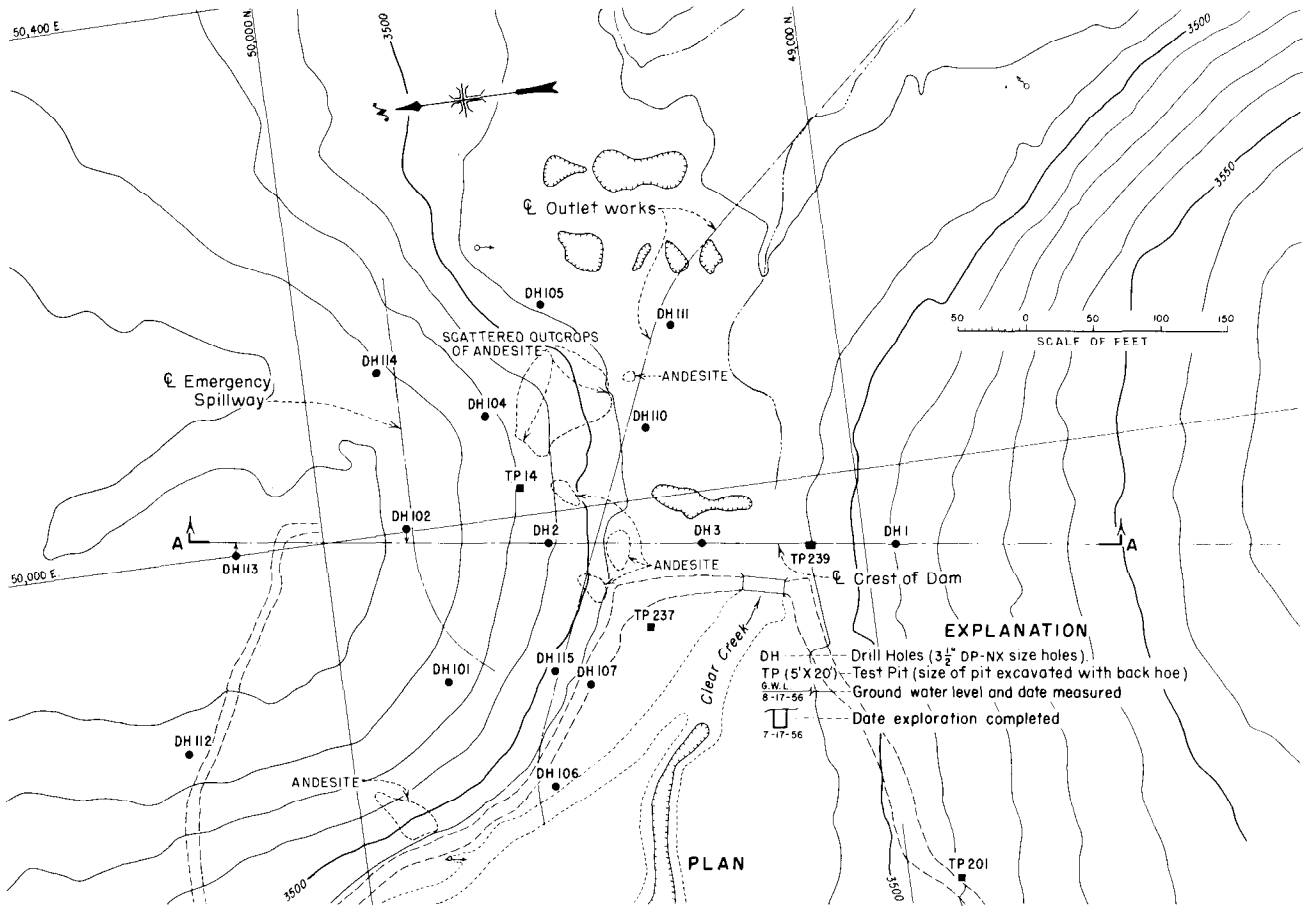 50,400 E.
50,000 N.
3500
49,000 N.
3500
N
3550
℄ Outlet works
DH 105
DH 111
50 0 50 100 150
SCALE OF FEET
SCATTERED OUTCROPS
OF ANDESITE
DH 114
ANDESITE
℄ Emergency
Spillway
DH 104
DH 110
TP 14
DH 102
A
DH 2
DH 3
DH 1
A
DH 113
TP 239
50,000 E.
ANDESITE
℄ Crest of Dam
TP 237
EXPLANATION
DH Drill Holes (3½" DP-NX size holes).
TP (5'X20') Test Pit (size of pit excavated with back hoe)
G.W.L.
8-17-56 Ground water level and date measured
Date exploration completed
7-17-56
Clear Creek
DH 101
DH 115
DH 107
DH 112
DH 106
ANDESITE
PLAN
TP 201
3500
3500